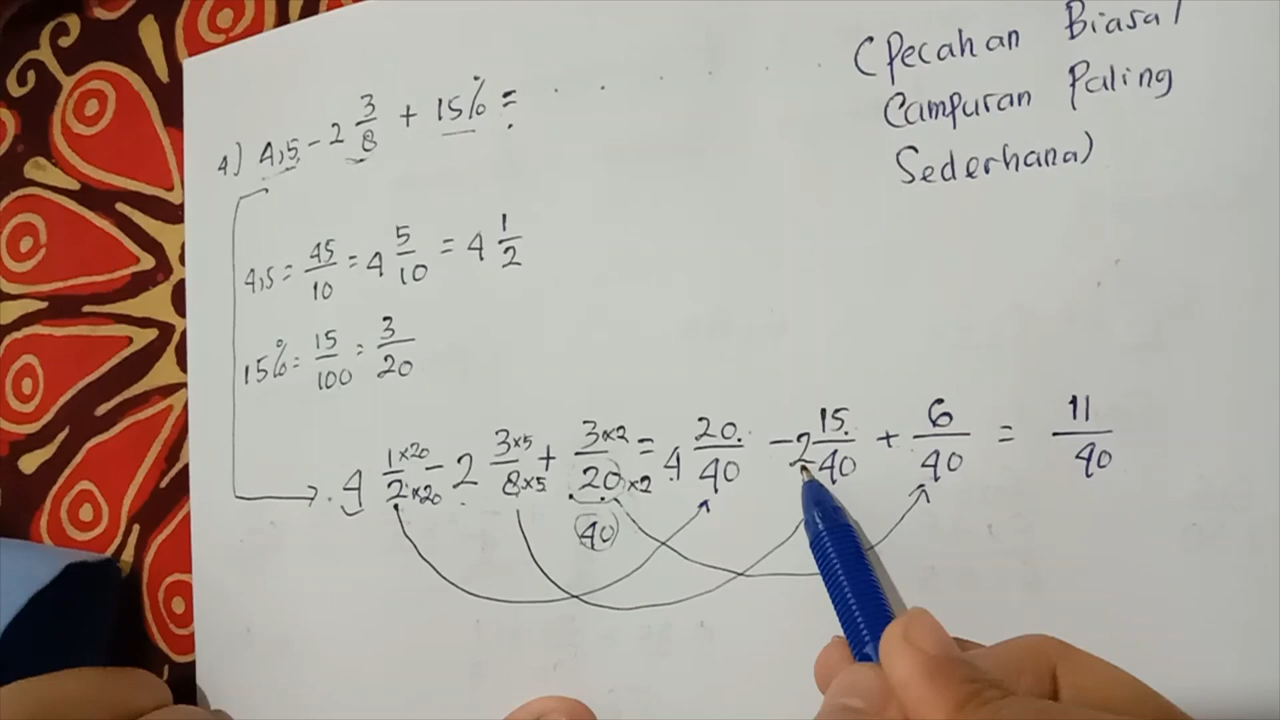 (Pecahan Biasa/
Campuran Paling
Sederhana)
4) 4,5 - 2 3/8 + 15% = . . . . . .
4,5 = 45/10 = 4 5/10 = 4 1/2
15% = 15/100 = 3/20
4 1×20/2×20 - 2 3×5/8×5 + 3×2/20×2 = 4 20/40 - 2 15/40 + 6/40 = 11/40
40